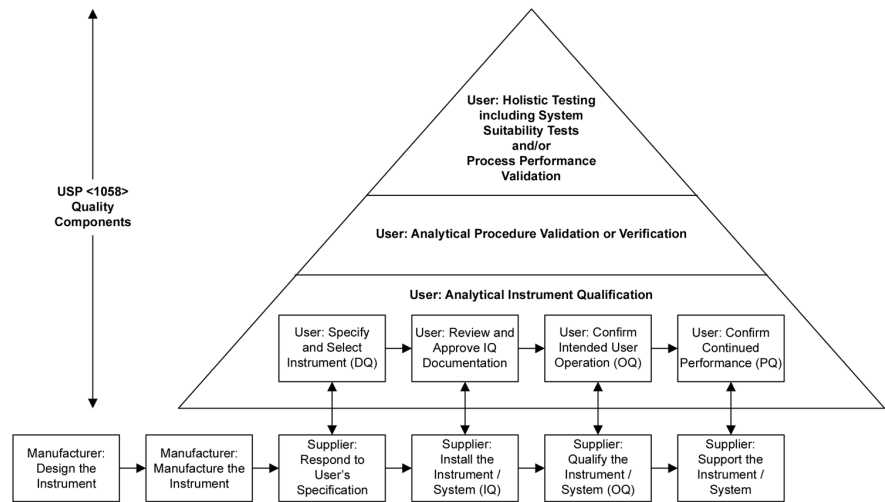 User: Holistic Testing
including System
Suitability Tests
and/or
Process Performance
Validation
USP <1058>
Quality
Components
User: Analytical Procedure Validation or Verification
User: Analytical Instrument Qualification
User: Specify
and Select
Instrument (DQ)
User: Review and
Approve IQ
Documentation
User: Confirm
Intended User
Operation (OQ)
User: Confirm
Continued
Performance (PQ)
Manufacturer:
Design the
Instrument
Manufacturer:
Manufacture the
Instrument
Supplier:
Respond to
User's
Specification
Supplier:
Install the
Instrument /
System (IQ)
Supplier:
Qualify the
Instrument /
System (OQ)
Supplier:
Support the
Instrument /
System